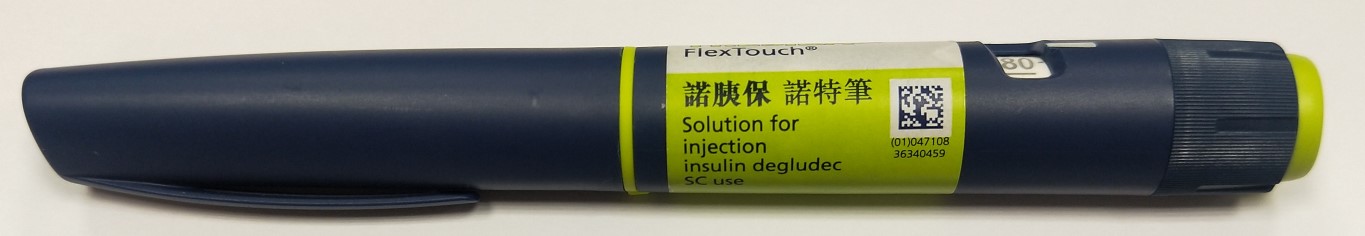 FlexTouch®
諾胰保 諾特筆
Solution for
injection
insulin degludec
SC use
(01)047108
36340459
80